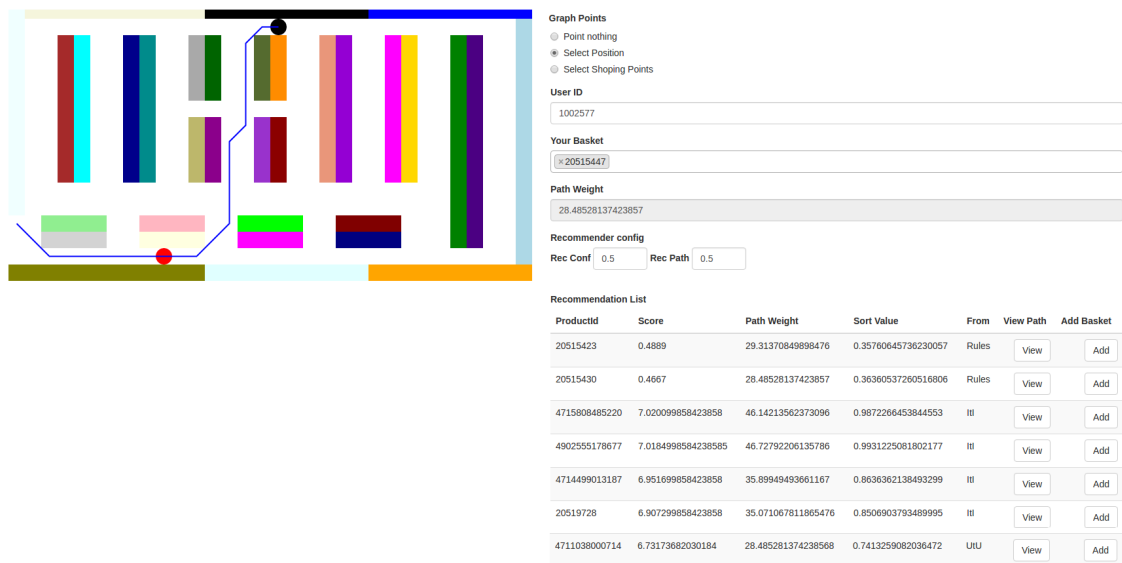 Graph Points
Point nothing
Select Position
Select Shoping Points
User ID
1002577
Your Basket
×20515447
Path Weight
28.48528137423857
Recommender config
Rec Conf 0.5 Rec Path 0.5
Recommendation List
ProductId Score Path Weight Sort Value From View Path Add Basket
20515423 0.4889 29.31370849898476 0.35760645736230057 Rules View Add
20515430 0.4667 28.48528137423857 0.36360537260516806 Rules View Add
4715808485220 7.020099858423858 46.14213562373096 0.9872266453844553 ItI View Add
4902555178677 7.0184998584238585 46.72792206135786 0.9931225081802177 ItI View Add
4714499013187 6.951699858423858 35.89949493661167 0.8636362138493299 ItI View Add
20519728 6.907299858423858 35.071067811865476 0.8506903793489995 ItI View Add
4711038000714 6.73173682030184 28.485281374238568 0.7413259082036472 UtU View Add